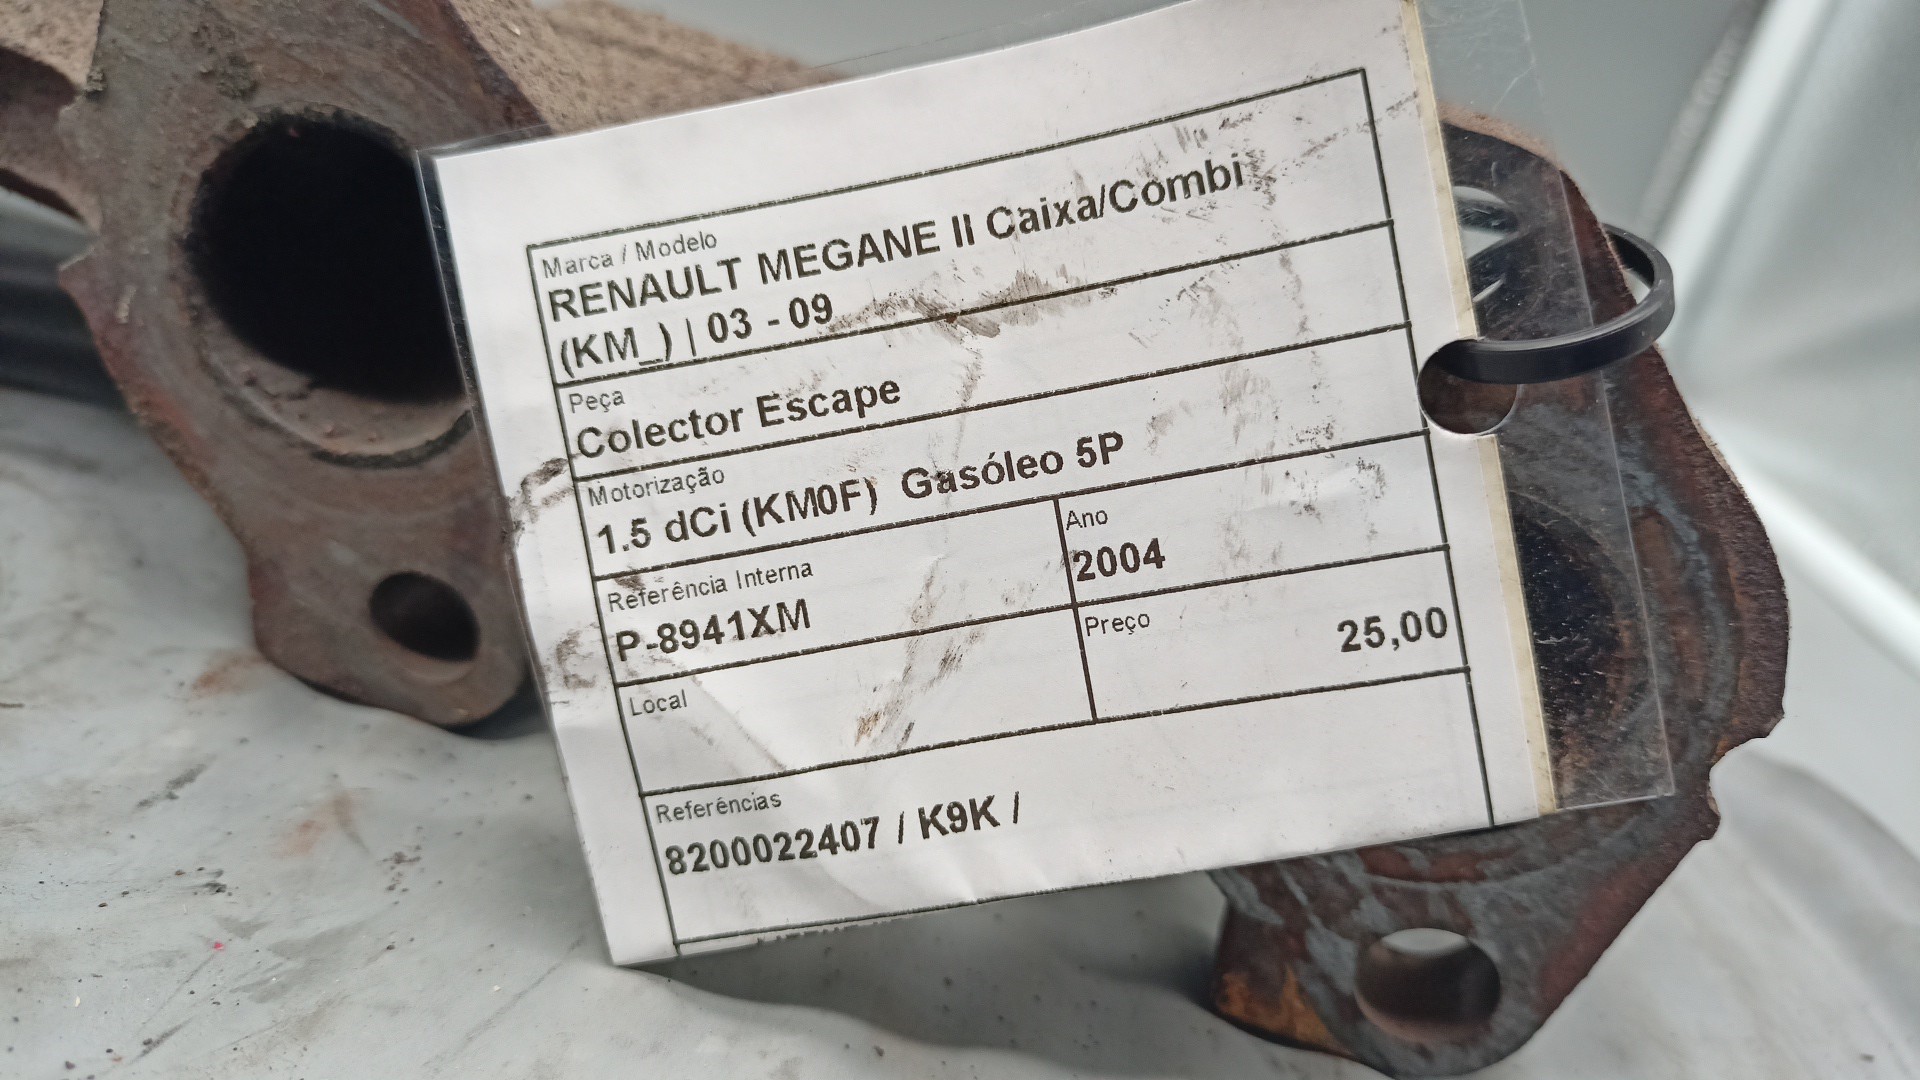 Marca / Modelo
RENAULT MEGANE II Caixa/Combi
(KM_) | 03 - 09
Peça
Colector Escape
Motorização
1.5 dCi (KM0F) Gasóleo 5P
Referência Interna
P-8941XM
Ano
2004
Local
Preço
25,00
Referências
8200022407 / K9K /